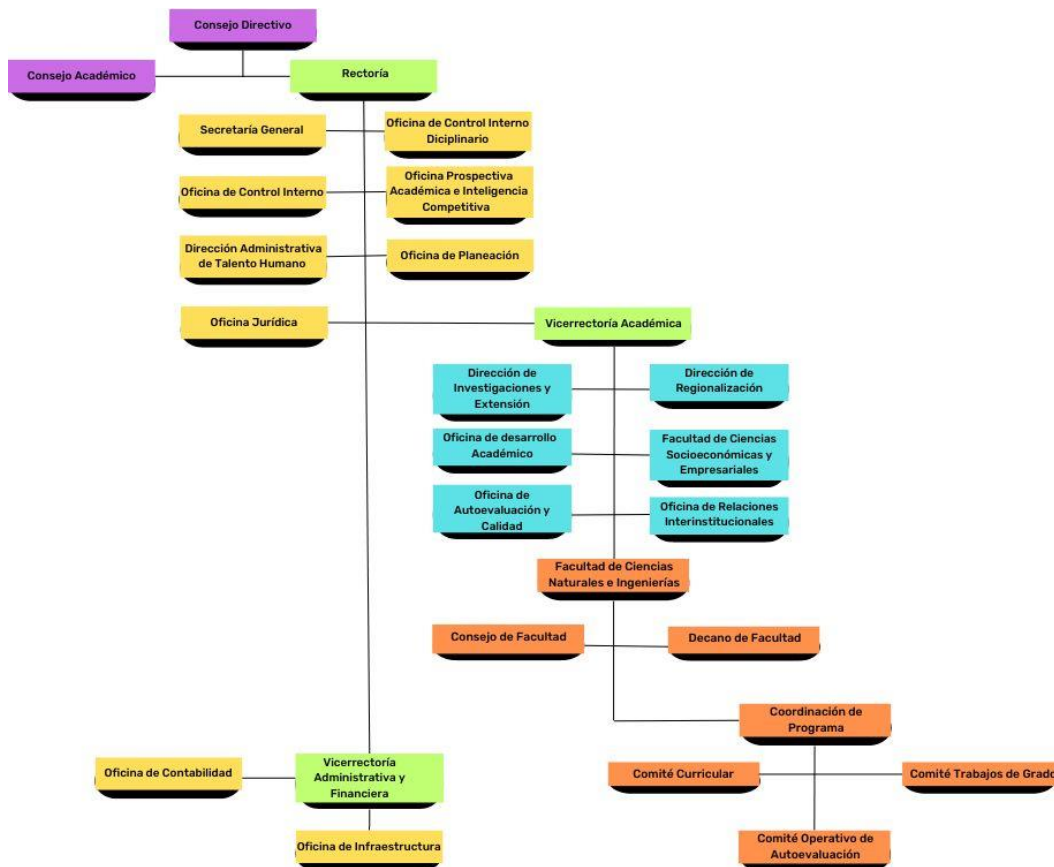 Consejo Directivo
Consejo Académico
Rectoría
Secretaría General
Oficina de Control Interno
Diciplinario
Oficina de Control Interno
Oficina Prospectiva
Académica e Inteligencia
Competitiva
Dirección Administrativa
de Talento Humano
Oficina de Planeación
Oficina Jurídica
Vicerrectoría Académica
Dirección de
Investigaciones y
Extensión
Dirección de
Regionalización
Oficina de desarrollo
Académico
Facultad de Ciencias
Socioeconómicas y
Empresariales
Oficina de
Autoevaluación y
Calidad
Oficina de Relaciones
Interinstitucionales
Facultad de Ciencias
Naturales e Ingenierías
Consejo de Facultad
Decano de Facultad
Coordinación de
Programa
Oficina de Contabilidad
Vicerrectoría
Administrativa y
Financiera
Comité Curricular
Comité Trabajos de Grado
Oficina de Infraestructura
Comité Operativo de
Autoevaluación